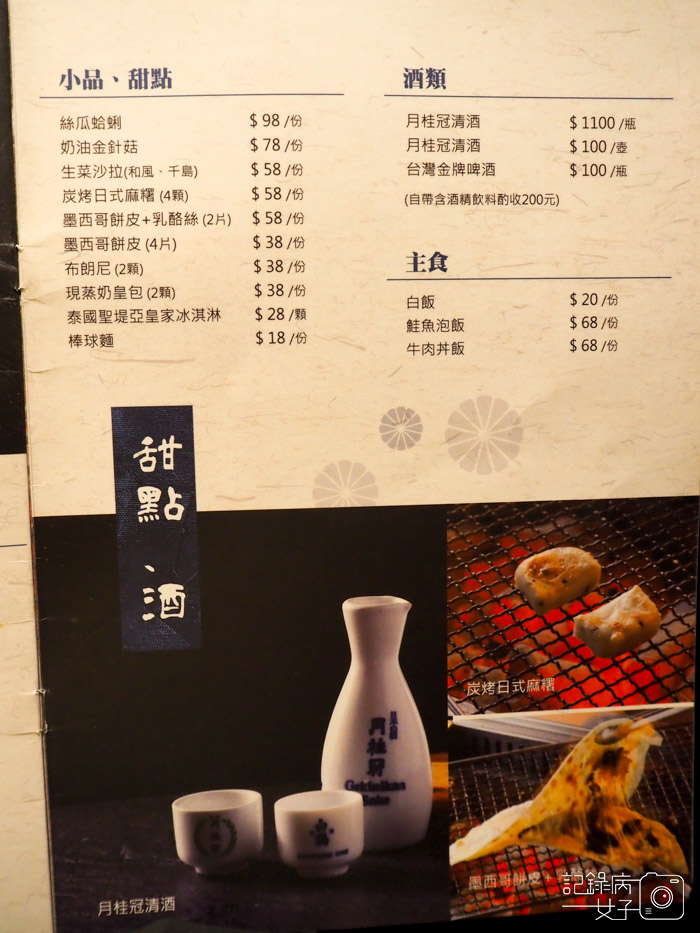 小品、甜點
絲瓜蛤蜊 $ 98 /份
奶油金針菇 $ 78 /份
生菜沙拉(和風、千島) $ 58 /份
炭烤日式麻糬 (4顆) $ 58 /份
墨西哥餅皮+乳酪絲 (2片) $ 58 /份
墨西哥餅皮 (4片) $ 38 /份
布朗尼 (2顆) $ 38 /份
現蒸奶皇包 (2顆) $ 38 /份
泰國聖堤亞皇家冰淇淋 $ 28 /顆
棒球麵 $ 18 /份
酒類
月桂冠清酒 $ 1100 /瓶
月桂冠清酒 $ 100 /壺
台灣金牌啤酒 $ 100 /瓶
(自帶含酒精飲料酌收200元)
主食
白飯 $ 20 /份
鮭魚泡飯 $ 68 /份
牛肉丼飯 $ 68 /份
甜點、酒
月桂冠
Gekkeikan
Sake
月桂冠清酒
炭烤日式麻糬
墨西哥餅皮+
記錄病
女子